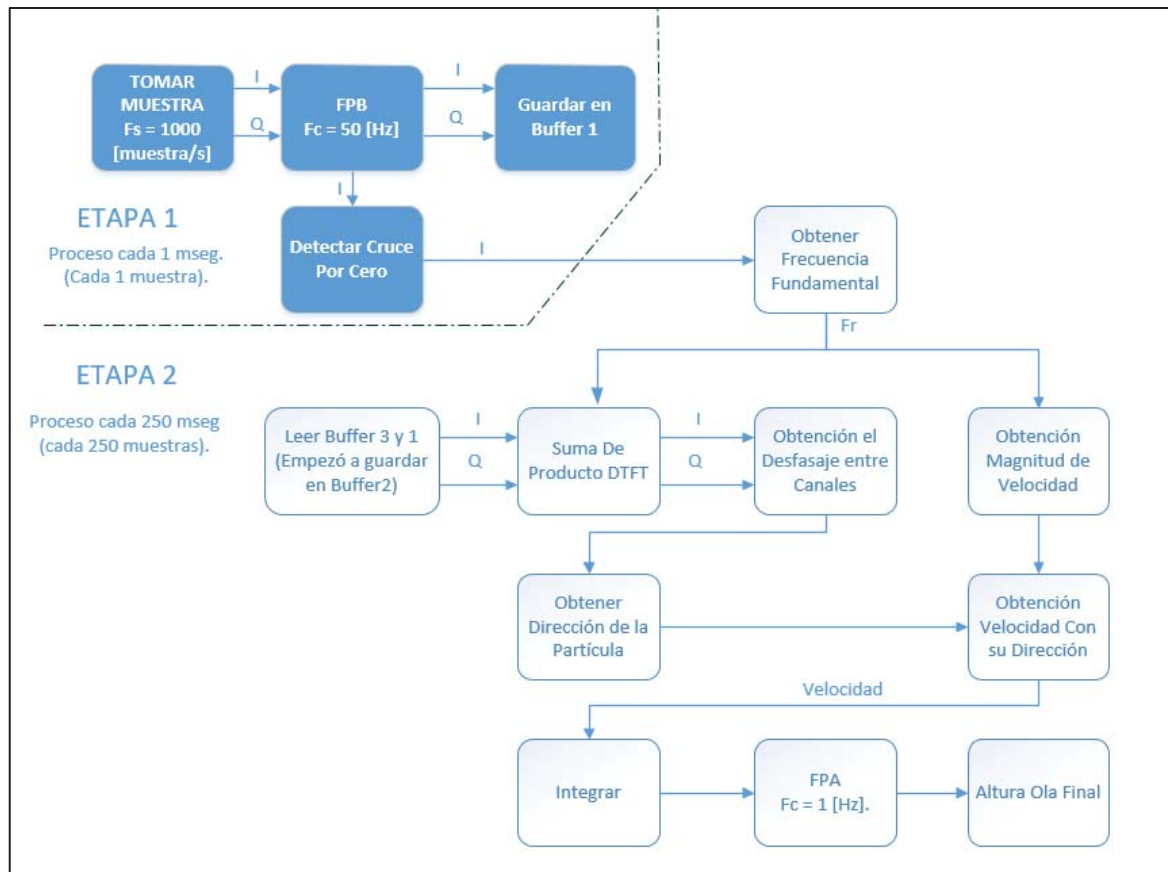 TOMAR
MUESTRA
Fs = 1000
[muestra/s]
I
Q
FPB
Fc = 50 [Hz]
I
Q
Guardar en
Buffer 1
I
ETAPA 1
Proceso cada 1 mseg.
(Cada 1 muestra).
Detectar Cruce
Por Cero
I
Obtener
Frecuencia
Fundamental
Fr
ETAPA 2
Proceso cada 250 mseg
(cada 250 muestras).
Leer Buffer 3 y 1
(Empezó a guardar
en Buffer2)
I
Q
Suma De
Producto DTFT
I
Q
Obtención el
Desfasaje entre
Canales
Obtención
Magnitud de
Velocidad
Obtener
Dirección de la
Partícula
Obtención
Velocidad Con
su Dirección
Velocidad
Integrar
FPA
Fc = 1 [Hz].
Altura Ola Final